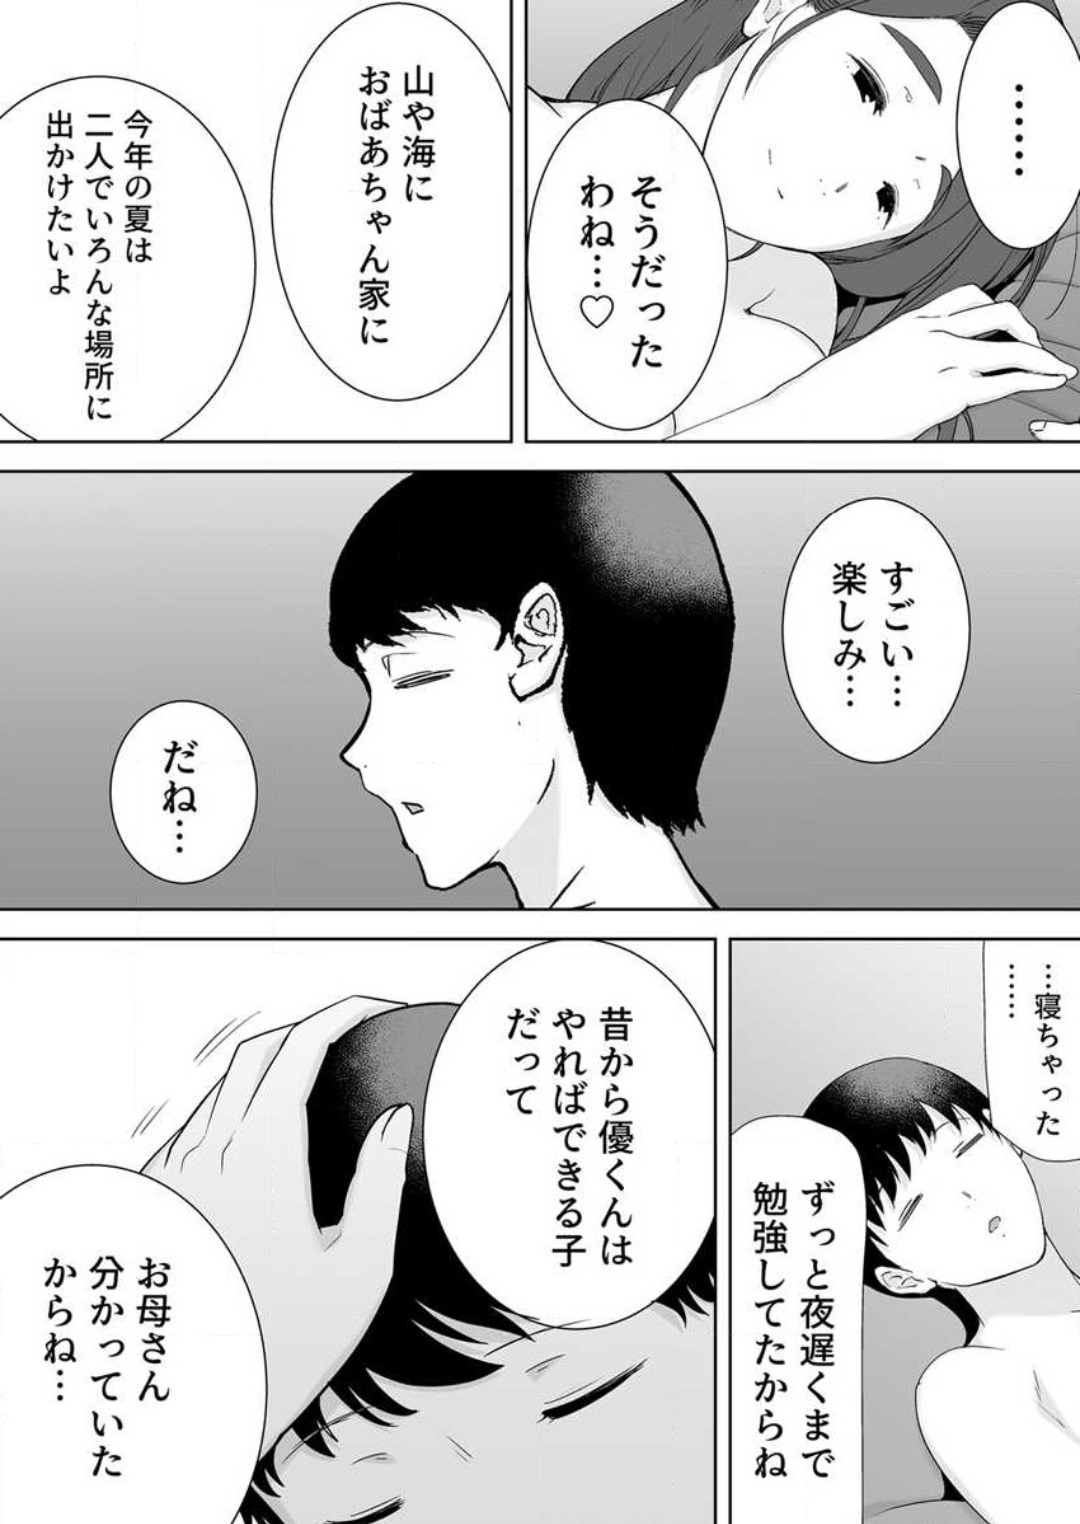 ……
そうだった
わね…♡
山や海に
おばあちゃん家に
今年の夏は
二人でいろんな場所に
出かけたいよ
すごい…
楽しみ…
だね…
…寝ちゃった
……
ずっと夜遅くまで
勉強してたからね
昔から優くんは
やればできる子
だって
お母さん
分かっていた
からね…